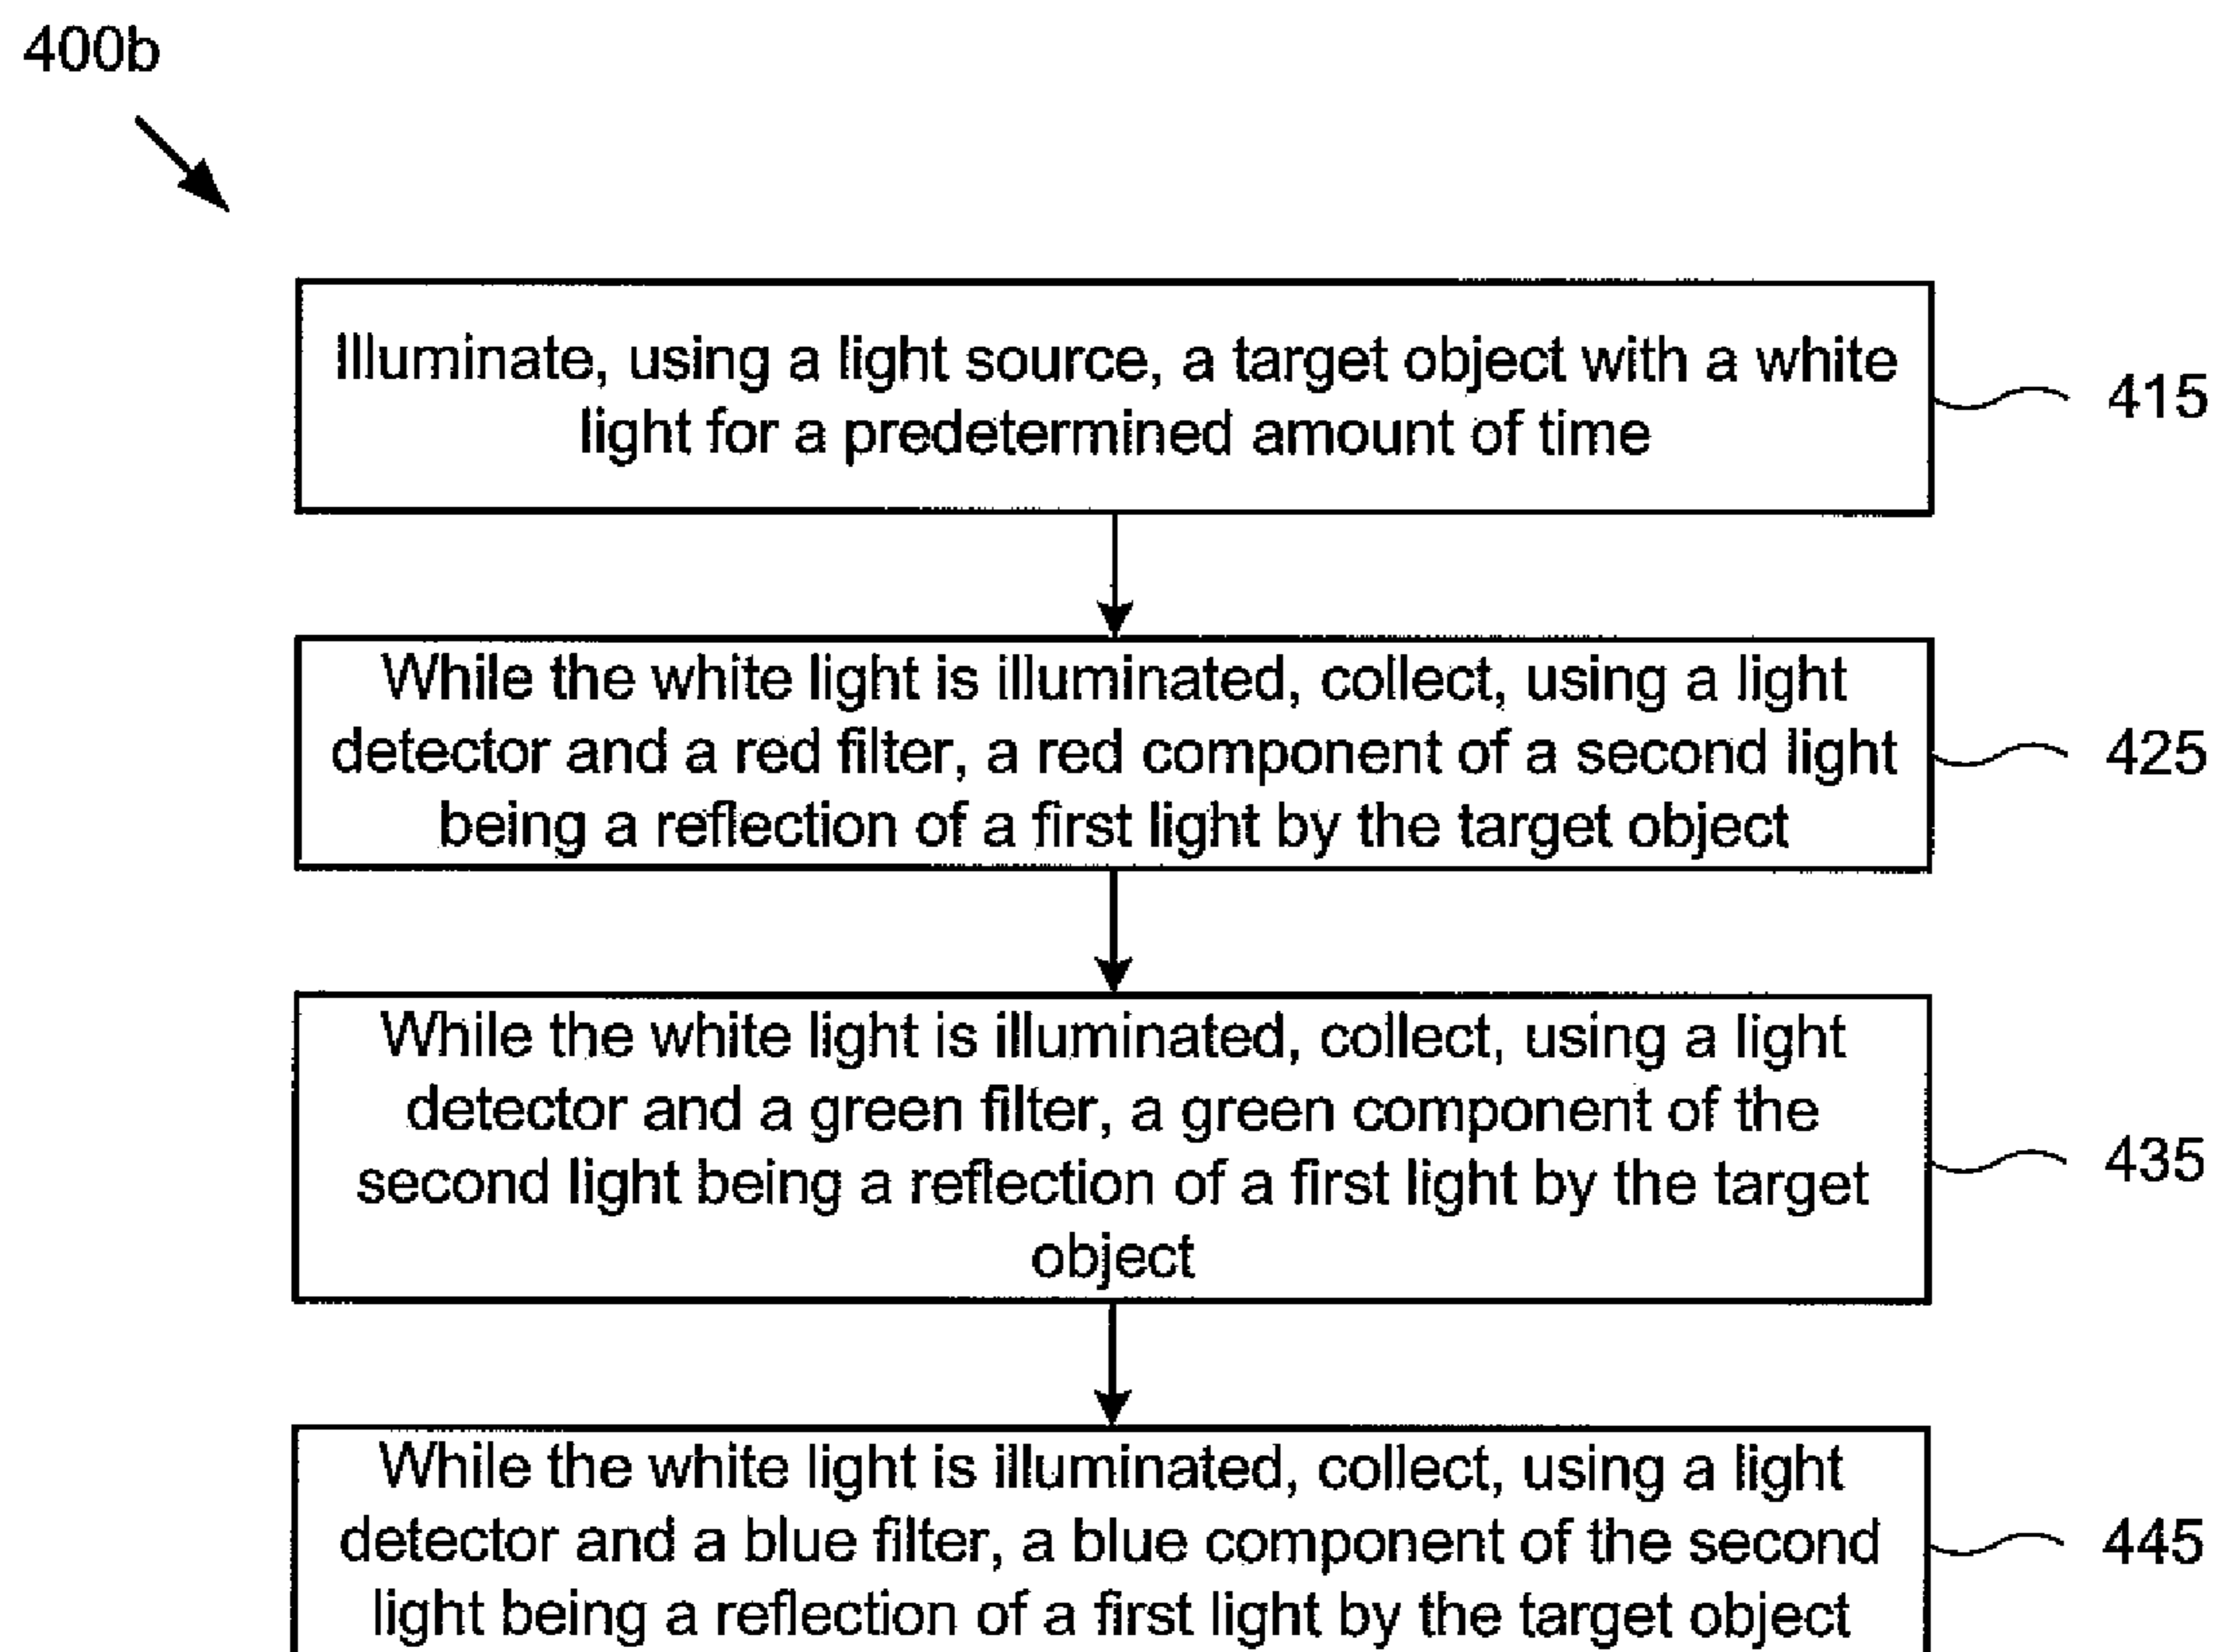 400b
Illuminate, using a light source, a target object with a white
light for a predetermined amount of time
415
While the white light is illuminated, collect, using a light
detector and a red filter, a red component of a second light
being a reflection of a first light by the target object
425
While the white light is illuminated, collect, using a light
detector and a green filter, a green component of the
second light being a reflection of a first light by the target
object
435
While the white light is illuminated, collect, using a light
detector and a blue filter, a blue component of the second
light being a reflection of a first light by the target object
445